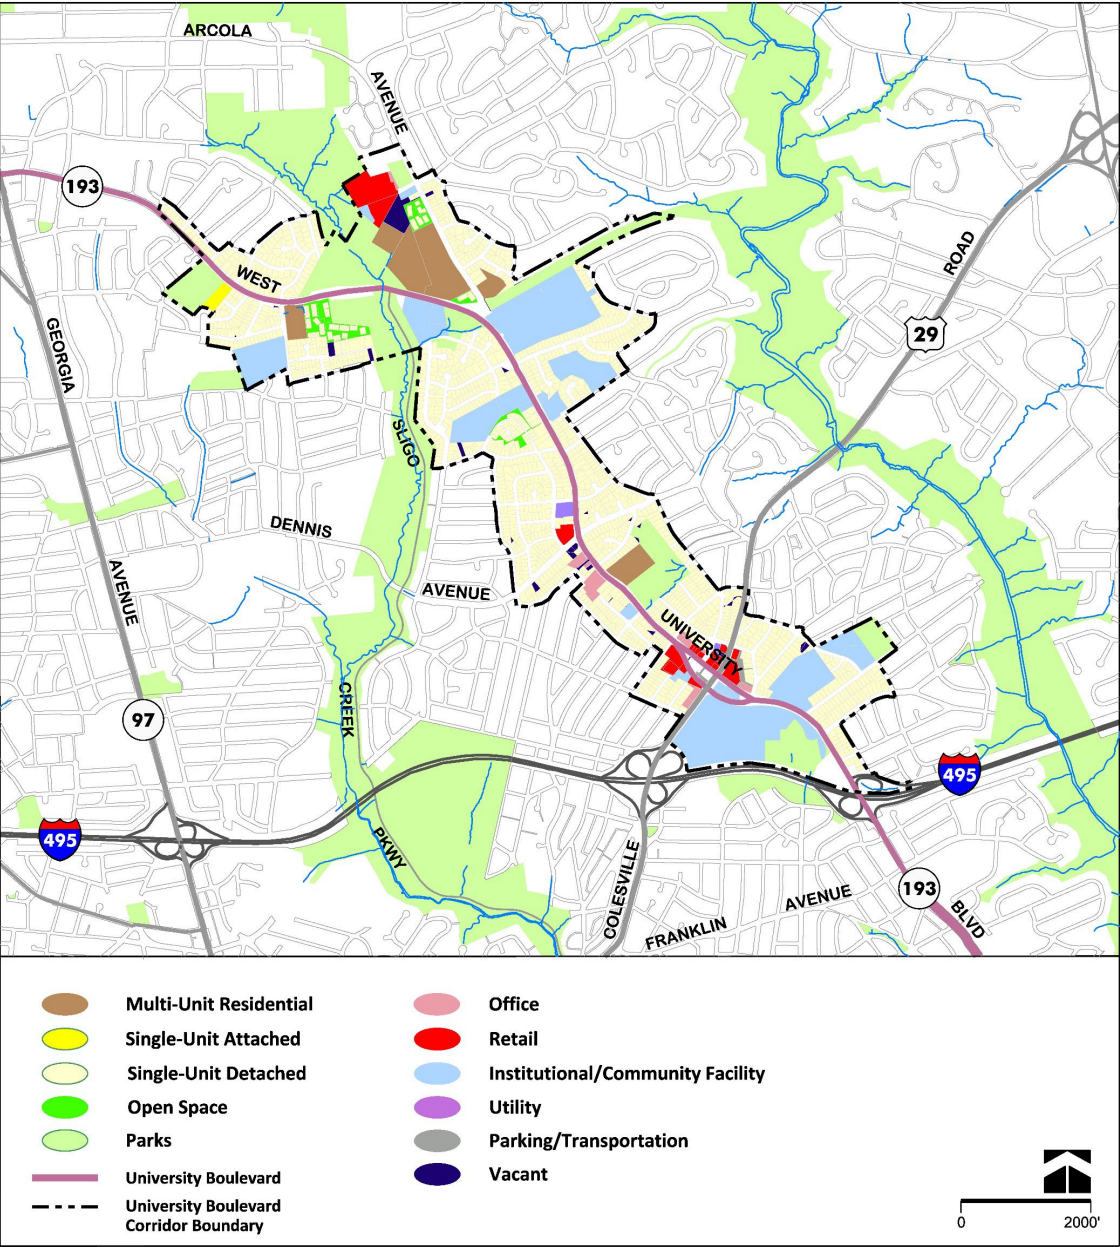 ARCOLA
AVENUE
193
WEST
ROAD
29
GEORGIA
SLIGO
DENNIS
AVENUE
AVENUE
UNIVERSITY
CREEK
97
495
495
PKWY
COLESVILLE
193
AVENUE
FRANKLIN
BLVD
Multi-Unit Residential
Single-Unit Attached
Single-Unit Detached
Open Space
Parks
University Boulevard
University Boulevard
Corridor Boundary
Office
Retail
Institutional/Community Facility
Utility
Parking/Transportation
Vacant
0 2000'